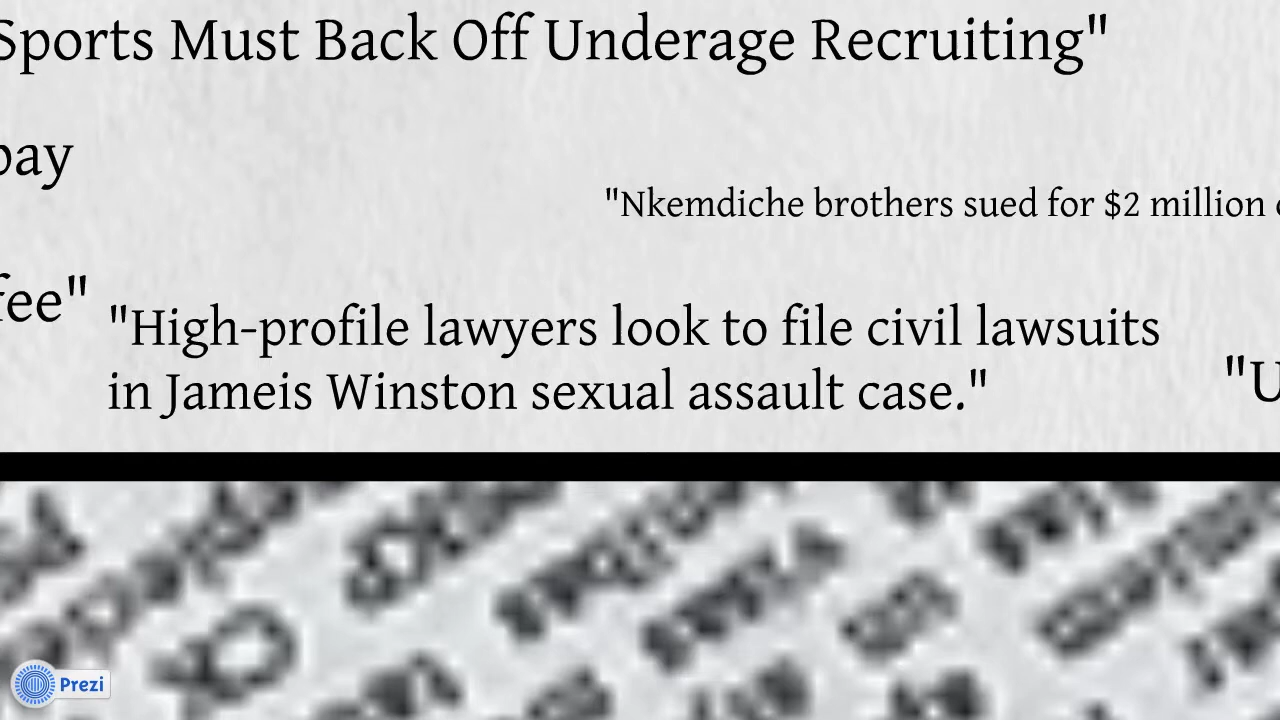 Sports Must Back Off Underage Recruiting"
pay
"Nkemdiche brothers sued for $2 million
fee"
"High-profile lawyers look to file civil lawsuits
in Jameis Winston sexual assault case."
"U
Prezi